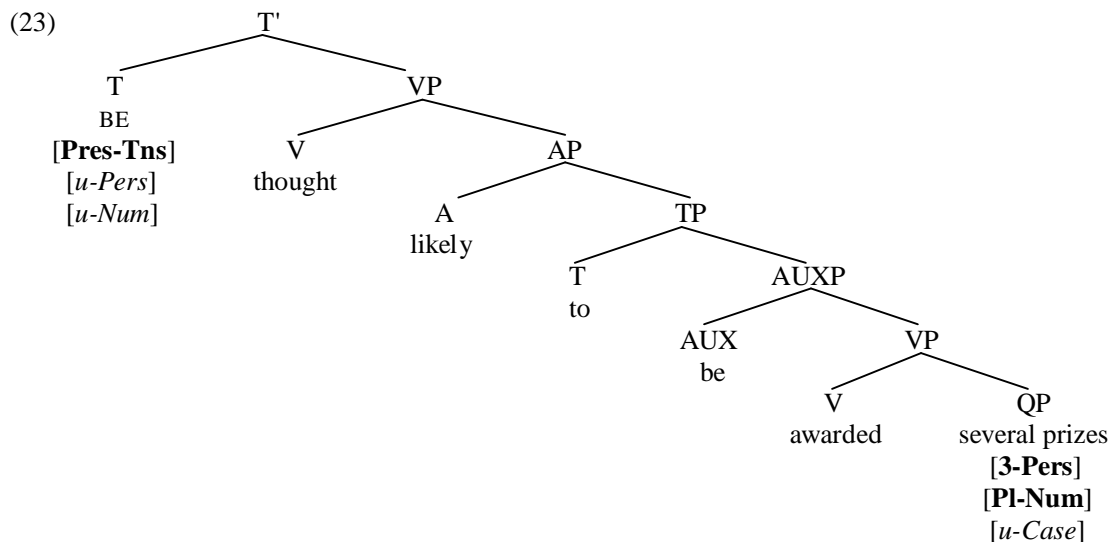 (23) T'
T VP
BE
[Pres-Tns] V AP
[u-Pers] thought
[u-Num] A TP
likely
T AUXP
to
AUX VP
be
V QP
awarded several prizes
[3-Pers]
[Pl-Num]
[u-Case]